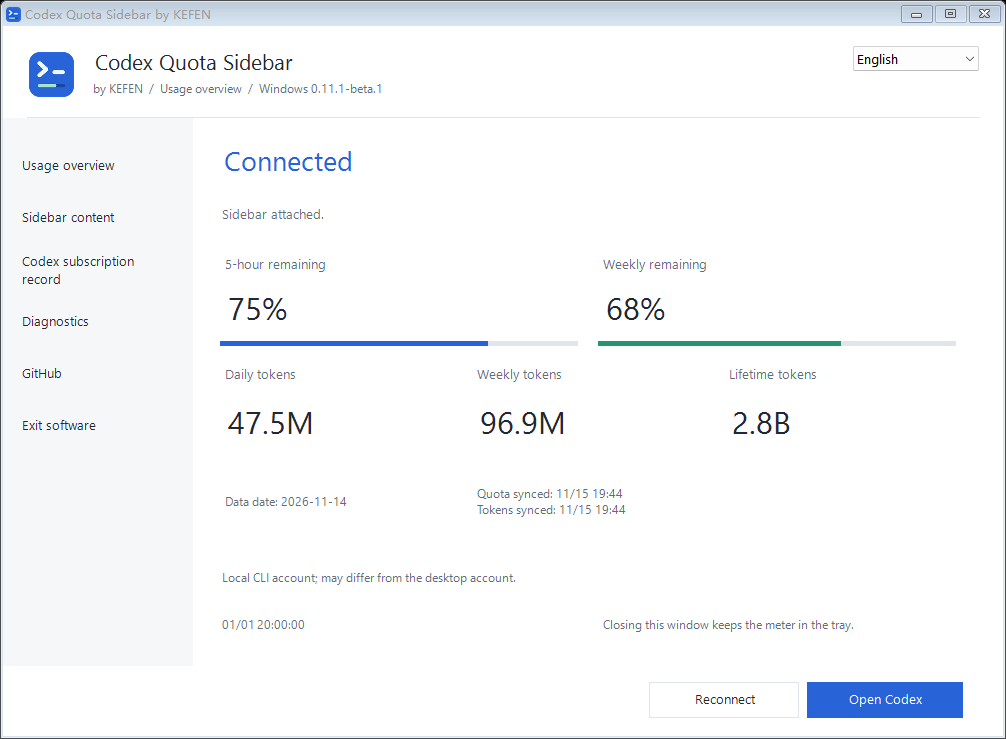 Codex Quota Sidebar by KEFEN
Codex Quota Sidebar
by KEFEN / Usage overview / Windows 0.11.1-beta.1
English
Usage overview
Sidebar content
Codex subscription
record
Diagnostics
GitHub
Exit software
Connected
Sidebar attached.
5-hour remaining
75%
Weekly remaining
68%
Daily tokens
47.5M
Weekly tokens
96.9M
Lifetime tokens
2.8B
Data date: 2026-11-14
Quota synced: 11/15 19:44
Tokens synced: 11/15 19:44
Local CLI account; may differ from the desktop account.
01/01 20:00:00
Closing this window keeps the meter in the tray.
Reconnect
Open Codex